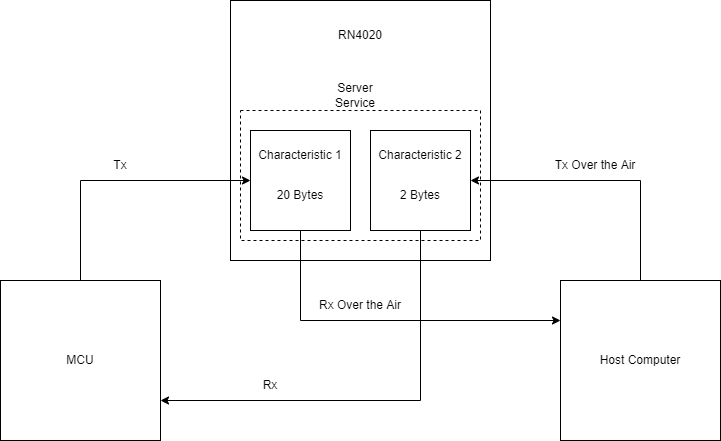 RN4020
Server
Service
Characteristic 1
20 Bytes
Characteristic 2
2 Bytes
Tx
Tx Over the Air
Rx Over the Air
MCU
Host Computer
Rx